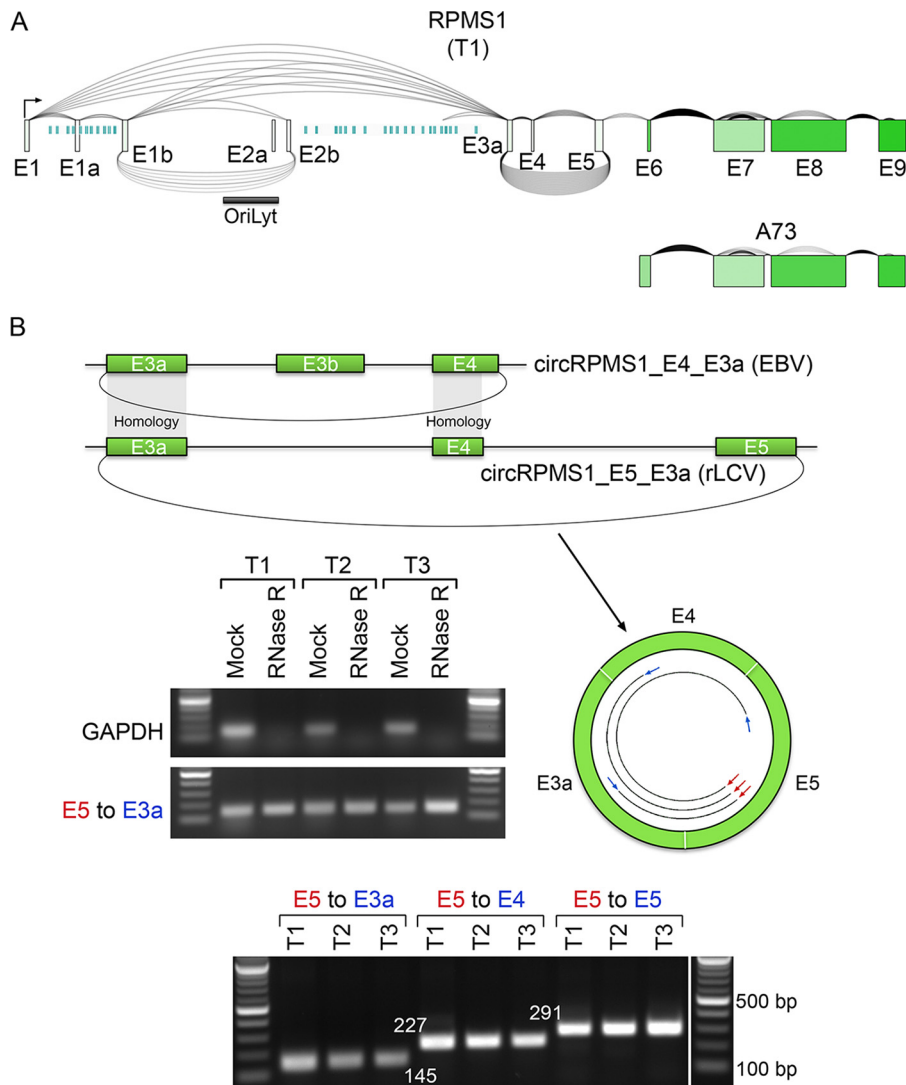 A
RPMS1
(T1)
E1
E1a
E1b
E2a
E2b
E3a
E4
E5
E6
E7
E8
E9
OriLyt
A73
B
E3a
E3b
E4
circRPMS1_E4_E3a (EBV)
Homology
Homology
E3a
E4
E5
circRPMS1_E5_E3a (rLCV)
T1
T2
T3
Mock
RNase R
Mock
RNase R
Mock
RNase R
GAPDH
E5 to E3a
E4
E3a
E5
E5 to E3a
E5 to E4
E5 to E5
T1
T2
T3
T1
T2
T3
T1
T2
T3
145
227
291
500 bp
100 bp